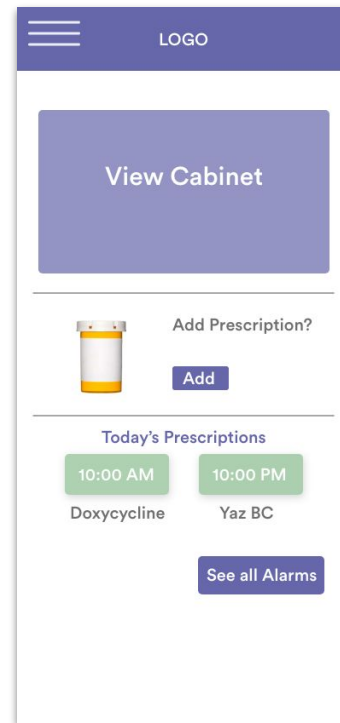 LOGO
View Cabinet
Add Prescription?
Add
Today's Prescriptions
10:00 AM
10:00 PM
Doxycycline
Yaz BC
See all Alarms